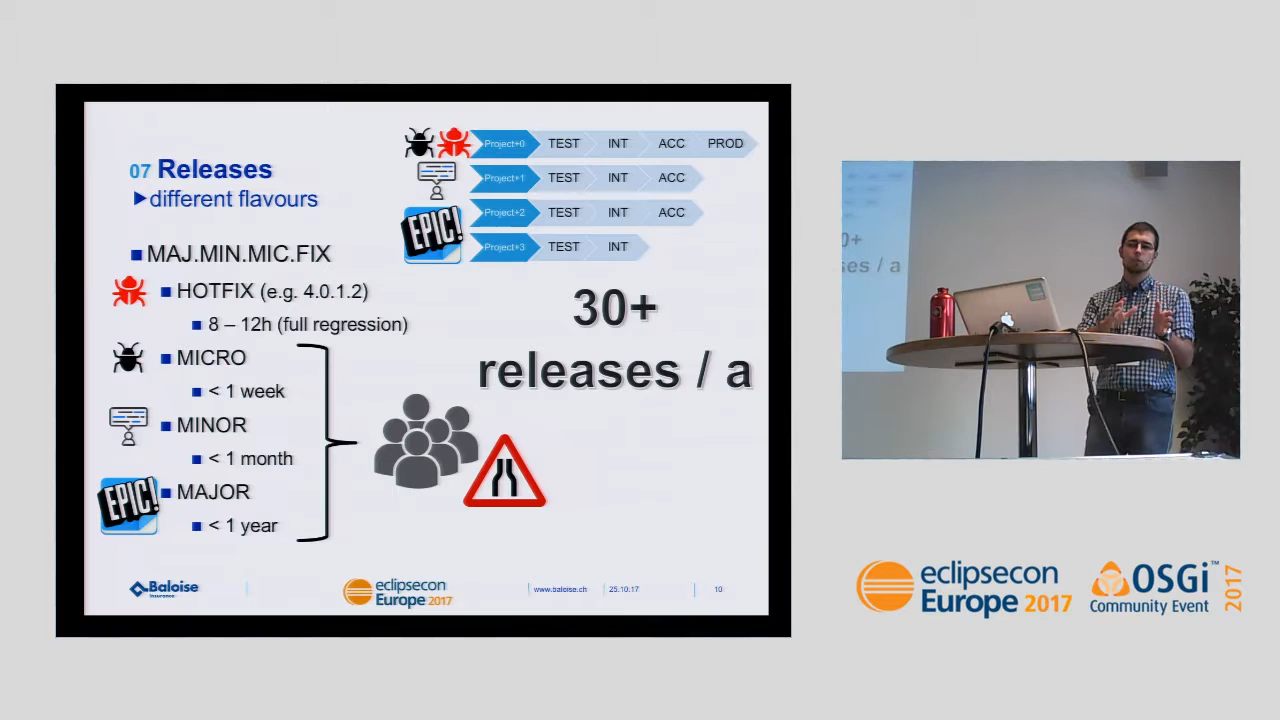 07 Releases
different flavours
MAJ.MIN.MIC.FIX
HOTFIX (e.g. 4.0.1.2)
8 – 12h (full regression)
MICRO
< 1 week
MINOR
< 1 month
EPIC!
MAJOR
< 1 year
Project+0 TEST INT ACC PROD
Project+1 TEST INT ACC
EPIC!
Project+2 TEST INT ACC
Project+3 TEST INT
30+
releases / a
Baloise
Insurance
eclipsecon
Europe 2017
www.baloise.ch
25.10.17
10
0+
ses / a
eclipsecon
Europe 2017
OSGi™
Community Event
2017